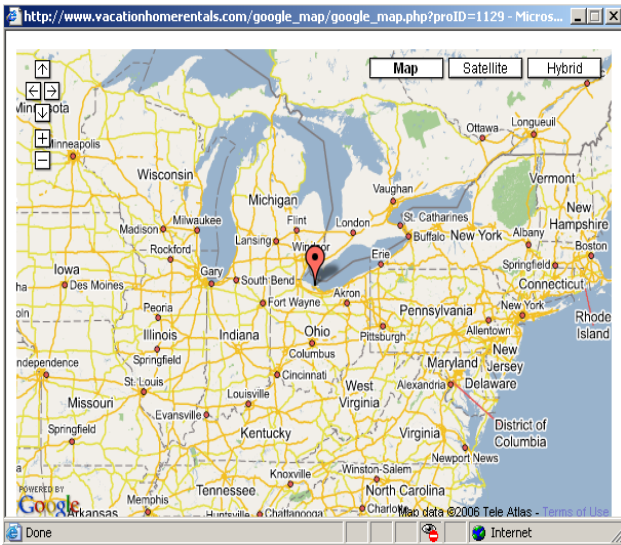 http://www.vacationhomerentals.com/google_map/google_map.php?proID=1129 - Micros...
Map Satellite Hybrid
Ottawa Longueuil
Minneapolis
Wisconsin
Vermont
Michigan
Vaughan
New
Hampshire
Milwaukee Flint London St. Catharines
Madison Lansing Buffalo New York Albany
Rockford Boston
Erie Springfield
Iowa Gary South Bend Connecticut
Des Moines
Akron
Fort Wayne New York
Peoria Pennsylvania Rhode
Island
Illinois Indiana Ohio Pittsburgh Allentown
Springfield Columbus New
Jersey
Maryland
Cincinnati
St. Louis West
Virginia
Alexandria Delaware
Missouri Louisville
Evansville District of
Columbia
Springfield Kentucky Virginia
Newport News
Knoxville Winston-Salem
POWERED BY
Google
Tennessee North Carolina
Memphis
Arkansas Chattanooga Map data ©2006 Tele Atlas - Terms of Use
Done Internet